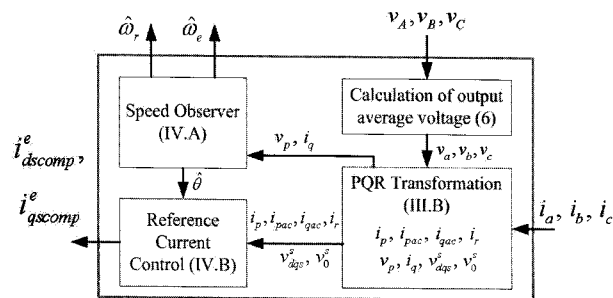 ω̂_r ω̂_e
v_A, v_B, v_C
Speed Observer
(IV.A)
Calculation of output
average voltage (6)
v_p, i_q
v_a, v_b, v_c
i^e_dscomp,
i^e_qscomp
θ̂
PQR Transformation
(III.B)
i_p, i_pac, i_qac, i_r
v_p, i_q, v^s_dqs, v^s_0
Reference
Current
Control (IV.B)
i_p, i_pac, i_qac, i_r
v^s_dqs, v^s_0
i_a, i_b, i_c